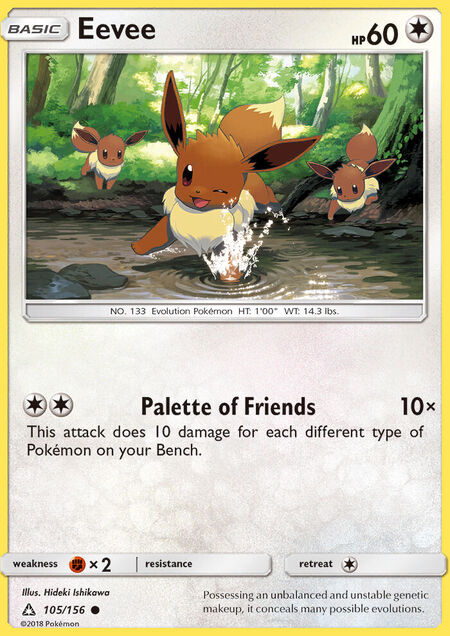 BASIC Eevee HP60
NO. 133 Evolution Pokémon HT: 1'00" WT: 14.3 lbs.
Palette of Friends 10×
This attack does 10 damage for each different type of
Pokémon on your Bench.
weakness ×2 resistance retreat
Illus. Hideki Ishikawa
Possessing an unbalanced and unstable genetic
makeup, it conceals many possible evolutions.
105/156
©2018 Pokémon